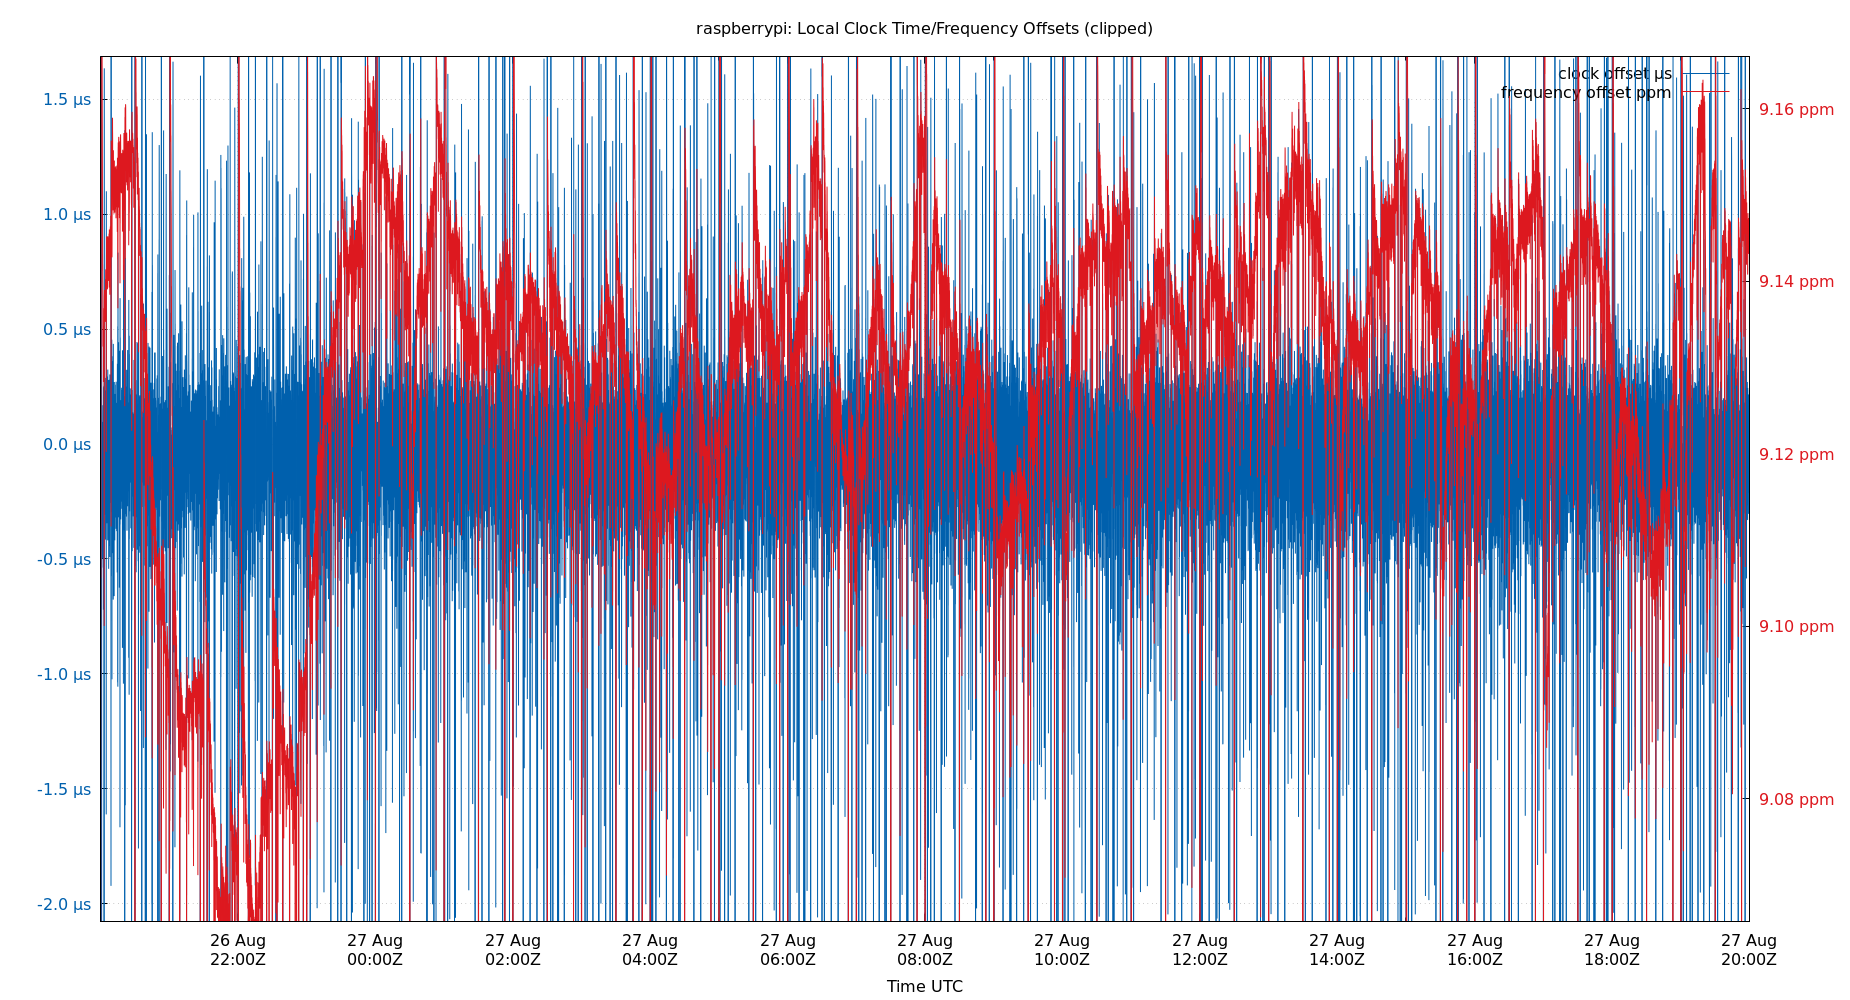 raspberrypi: Local Clock Time/Frequency Offsets (clipped)
clock offset µs
frequency offset ppm
1.5 µs
1.0 µs
0.5 µs
0.0 µs
-0.5 µs
-1.0 µs
-1.5 µs
-2.0 µs
9.16 ppm
9.14 ppm
9.12 ppm
9.10 ppm
9.08 ppm
26 Aug 27 Aug 27 Aug 27 Aug 27 Aug 27 Aug 27 Aug 27 Aug 27 Aug 27 Aug 27 Aug 27 Aug
22:00Z 00:00Z 02:00Z 04:00Z 06:00Z 08:00Z 10:00Z 12:00Z 14:00Z 16:00Z 18:00Z 20:00Z
Time UTC